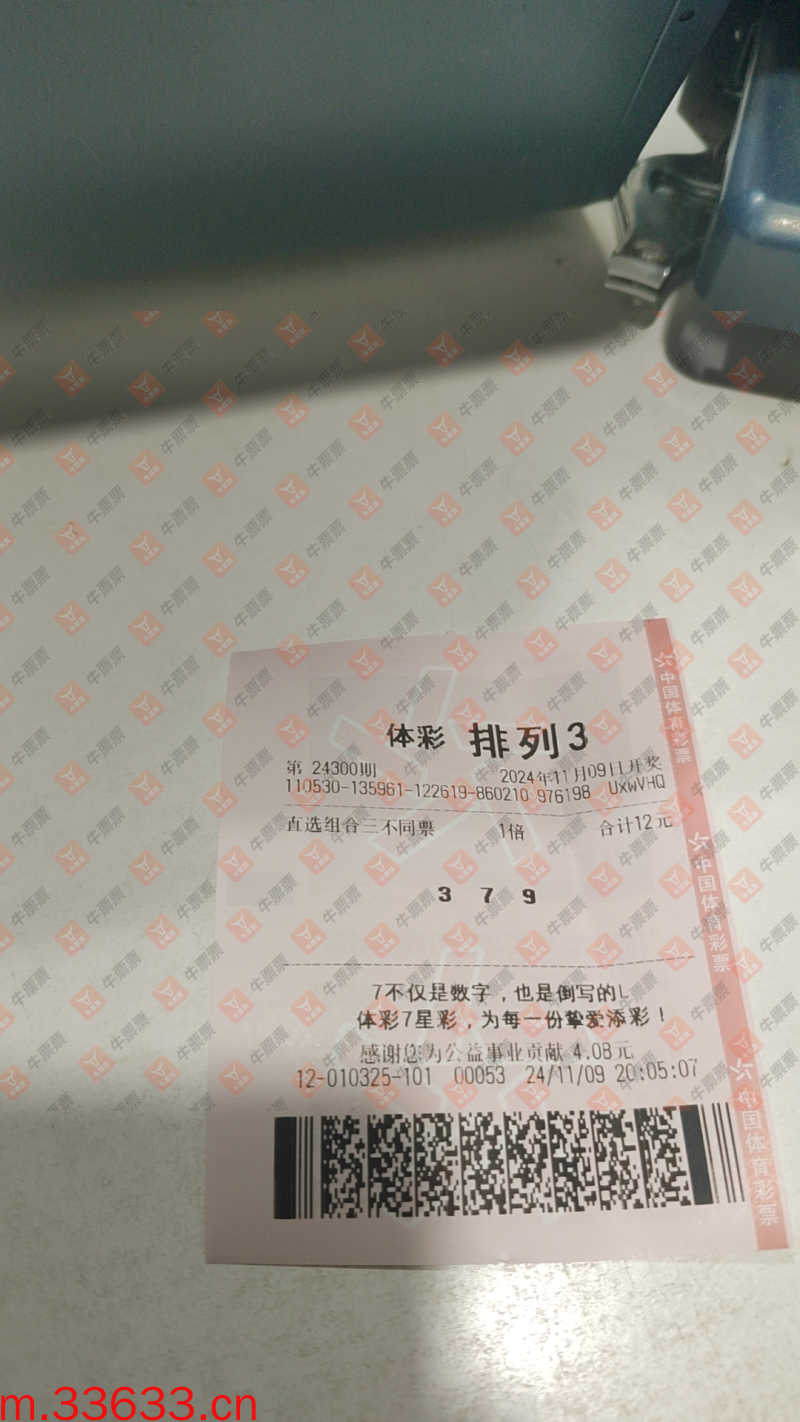 体彩 排列3
第 24300期 2024年11月09日开奖
110530-135961-122619-860210 976198 UxWVHQ
直选组合三不同票 1倍 合计12元
3 7 9
7不仅是数字，也是倒写的L
体彩7星彩，为每一份挚爱添彩！
感谢您为公益事业贡献 4.08元
12-010325-101 00053 24/11/09 20:05:07
中国体育彩票
中国体育彩票
中国体育彩票
牛票票
m.33633.cn